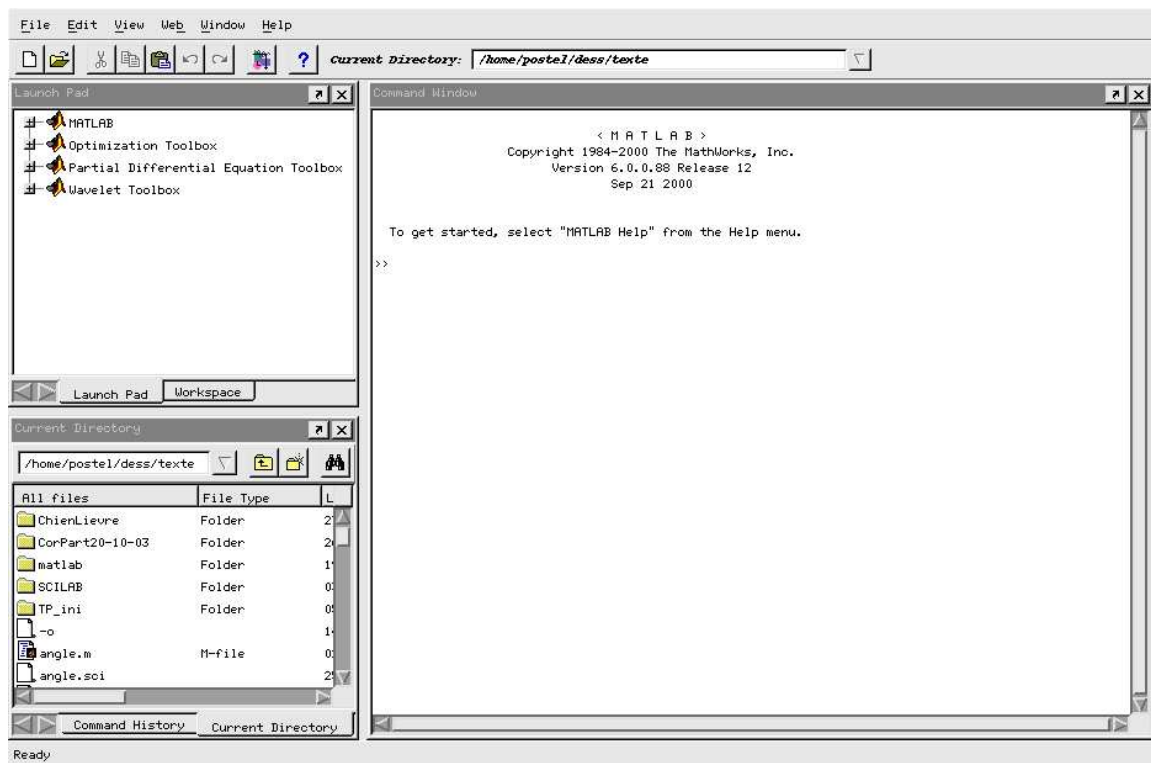 File Edit View Web Window Help
Current Directory: /home/postel/dess/texte
Launch Pad
MATLAB
Optimization Toolbox
Partial Differential Equation Toolbox
Wavelet Toolbox
Launch Pad Workspace
Current Directory
/home/postel/dess/texte
All files File Type L
ChienLievre Folder
CorPart20-10-03 Folder
matlab Folder
SCILAB Folder
TP_ini Folder
-o
angle.m M-file
angle.sci
Command History Current Directory
Command Window
< M A T L A B >
Copyright 1984-2000 The MathWorks, Inc.
Version 6.0.0.88 Release 12
Sep 21 2000
To get started, select "MATLAB Help" from the Help menu.
>>
Ready